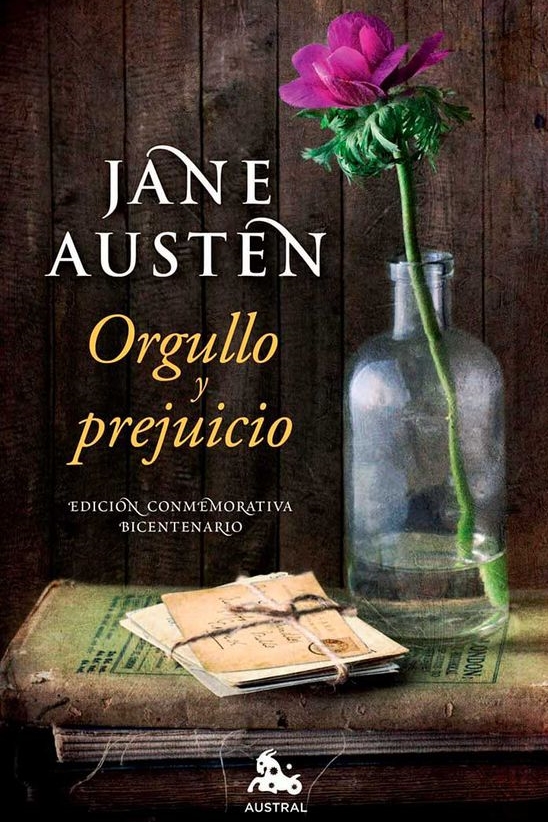 JANE
AUSTEN
Orgullo
y
prejuicio
EDICIÓN CONMEMORATIVA
BICENTENARIO
AUSTRAL